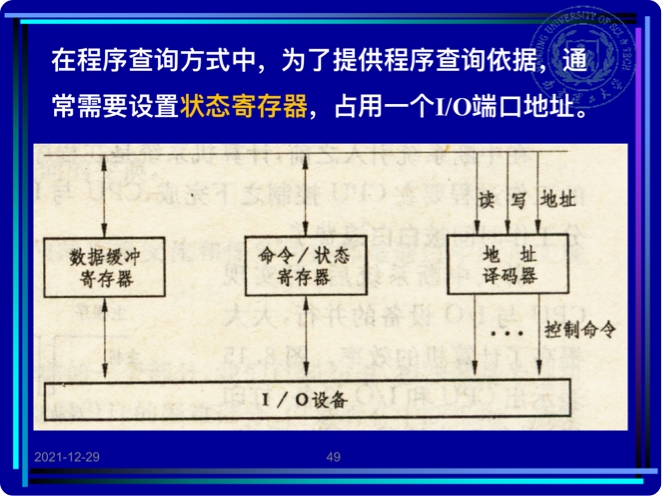 在程序查询方式中，为了提供程序查询依据，通
常需要设置状态寄存器，占用一个I/O端口地址。
读 写 地址
数据缓冲
寄存器
命令／状态
寄存器
地 址
译码器
··· 控制命令
I／O设备
2021-12-29
49